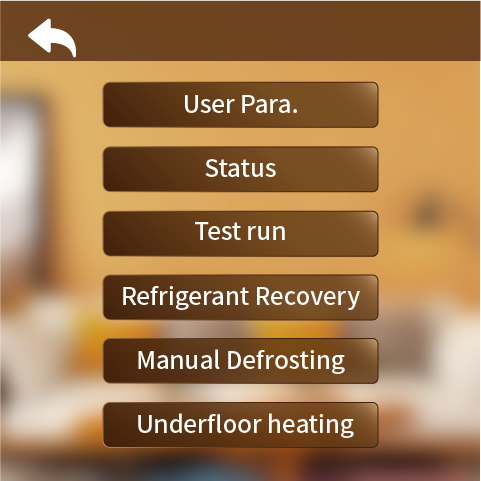 User Para.
Status
Test run
Refrigerant Recovery
Manual Defrosting
Underfloor heating